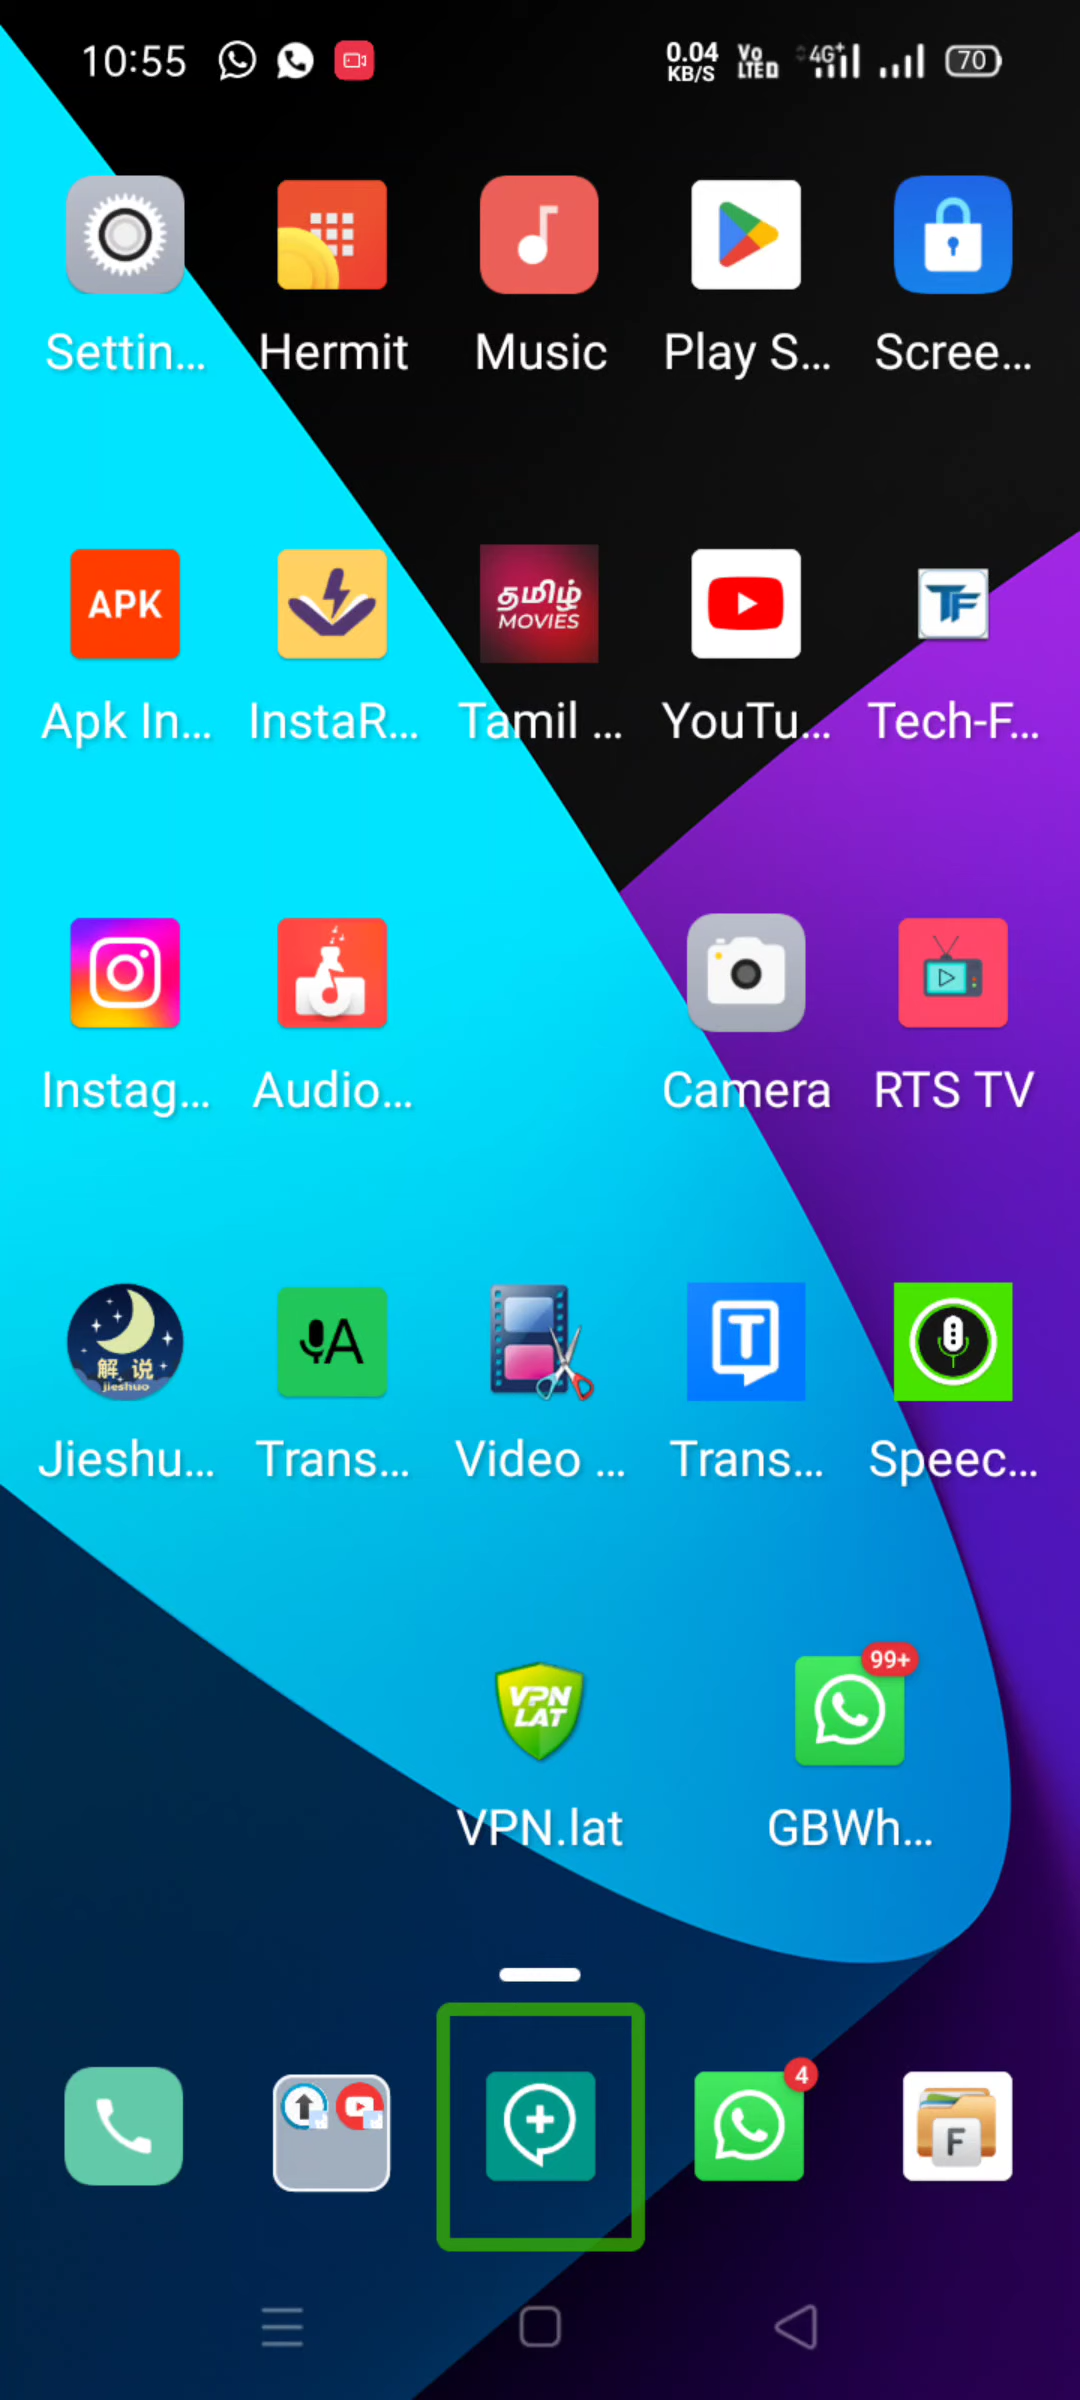 10:55 0.04 KB/S Vo LTE 4G+ 70
Settin... Hermit Music Play S... Scree...
APK தமிழ் MOVIES TF
Apk In... InstaR... Tamil ... YouTu... Tech-F...
Instag... Audio... Camera RTS TV
解说 jieshuo A T
Jieshu... Trans... Video ... Trans... Speec...
VPN LAT 99+
VPN.lat GBWh...
4
F